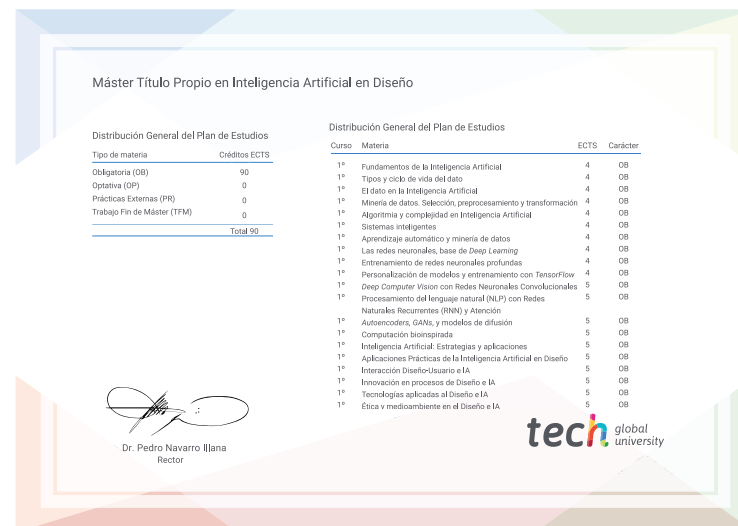 Máster Título Propio en Inteligencia Artificial en Diseño
Distribución General del Plan de Estudios
Tipo de materia Créditos ECTS
Obligatoria (OB) 90
Optativa (OP) 0
Prácticas Externas (PR) 0
Trabajo Fin de Máster (TFM) 0
Total 90
Distribución General del Plan de Estudios
Curso Materia ECTS Carácter
1º Fundamentos de la Inteligencia Artificial 4 OB
1º Tipos y ciclo de vida del dato 4 OB
1º El dato en la Inteligencia Artificial 4 OB
1º Minería de datos. Selección, preprocesamiento y transformación 4 OB
1º Algoritmia y complejidad en Inteligencia Artificial 4 OB
1º Sistemas inteligentes 4 OB
1º Aprendizaje automático y minería de datos 4 OB
1º Las redes neuronales, base de Deep Learning 4 OB
1º Entrenamiento de redes neuronales profundas 4 OB
1º Personalización de modelos y entrenamiento con TensorFlow 4 OB
1º Deep Computer Vision con Redes Neuronales Convolucionales 5 OB
1º Procesamiento del lenguaje natural (NLP) con Redes 5 OB
Naturales Recurrentes (RNN) y Atención
1º Autoencoders, GANs, y modelos de difusión 5 OB
1º Computación bioinspirada 5 OB
1º Inteligencia Artificial: Estrategias y aplicaciones 5 OB
1º Aplicaciones Prácticas de la Inteligencia Artificial en Diseño 5 OB
1º Interacción Diseño-Usuario e IA 5 OB
1º Innovación en procesos de Diseño e IA 5 OB
1º Tecnologías aplicadas al Diseño e IA 5 OB
1º Ética y medioambiente en el Diseño e IA 5 OB
Dr. Pedro Navarro Illana
Rector
tech global
university